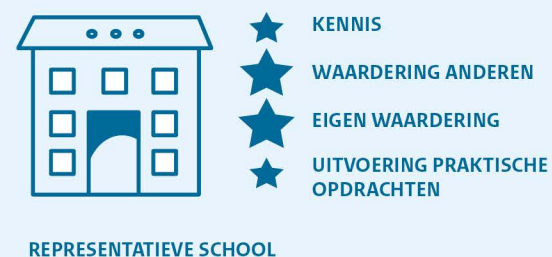 KENNIS
WAARDERING ANDEREN
EIGEN WAARDERING
UITVOERING PRAKTISCHE
OPDRACHTEN
REPRESENTATIEVE SCHOOL